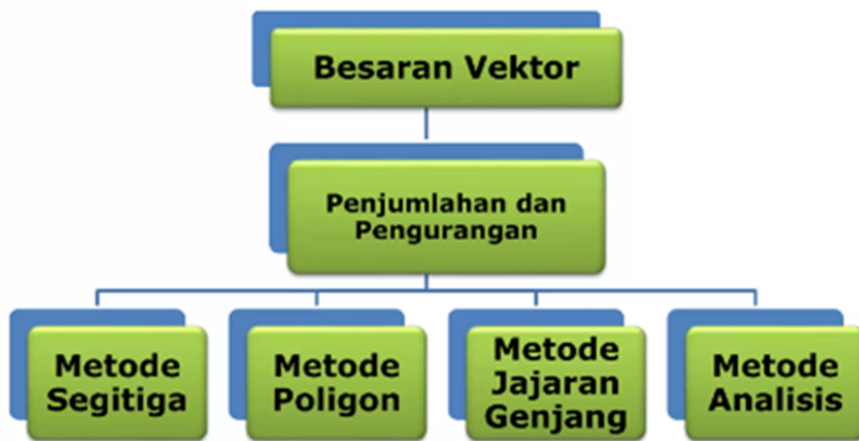 Besaran Vektor
Penjumlahan dan
Pengurangan
Metode
Segitiga
Metode
Poligon
Metode
Jajaran
Genjang
Metode
Analisis